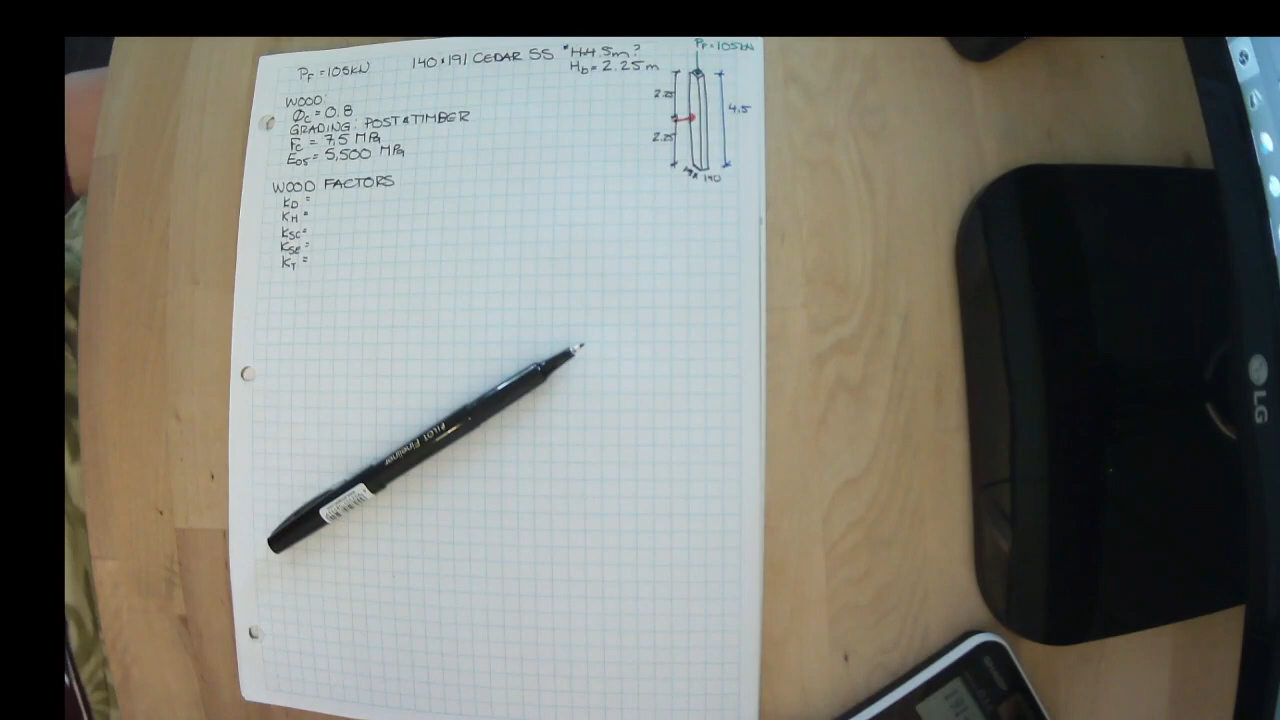 PF = 105KN
140 x 191 CEDAR SS
*H=4.5m?
Hb = 2.25m
PF = 105KN
WOOD:
ØC = 0.8
GRADING: POST & TIMBER
FC = 7.5 MPa
E05 = 5,500 MPa
WOOD FACTORS
KD =
KH =
KSC =
KSE =
KT =
2.25
2.25
4.5
191
140
PILOT Fineliner
LG